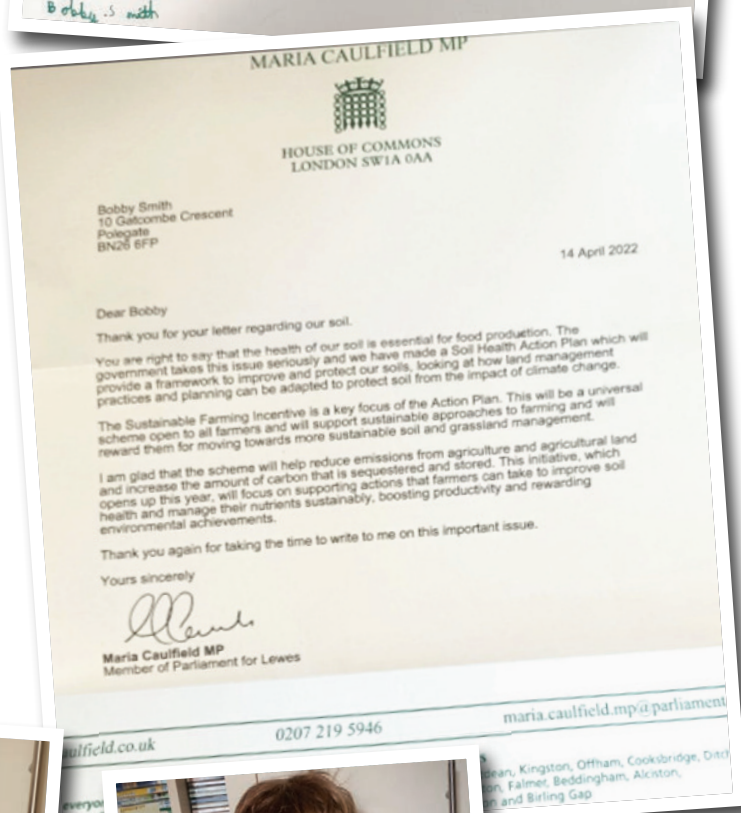 Bobby Smith
MARIA CAULFIELD MP
HOUSE OF COMMONS
LONDON SW1A 0AA
Bobby Smith
10 Gatcombe Crescent
Polegate
BN26 6FP
14 April 2022
Dear Bobby
Thank you for your letter regarding our soil.
You are right to say that the health of our soil is essential for food production. The
government takes this issue seriously and we have made a Soil Health Action Plan which will
provide a framework to improve and protect our soils, looking at how land management
practices and planning can be adapted to protect soil from the impact of climate change.
The Sustainable Farming Incentive is a key focus of the Action Plan. This will be a universal
scheme open to all farmers and will support sustainable approaches to farming and will
reward them for moving towards more sustainable soil and grassland management.
I am glad that the scheme will help reduce emissions from agriculture and agricultural land
and increase the amount of carbon that is sequestered and stored. This initiative, which
opens up this year, will focus on supporting actions that farmers can take to improve soil
health and manage their nutrients sustainably, boosting productivity and rewarding
environmental achievements.
Thank you again for taking the time to write to me on this important issue.
Yours sincerely
Maria Caulfield MP
Member of Parliament for Lewes
aulfield.co.uk 0207 219 5946 maria.caulfield.mp@parliament
dean, Kingston, Offham, Cooksbridge, Ditch
on, Falmer, Beddingham, Alciston,
everyo on and Birling Gap